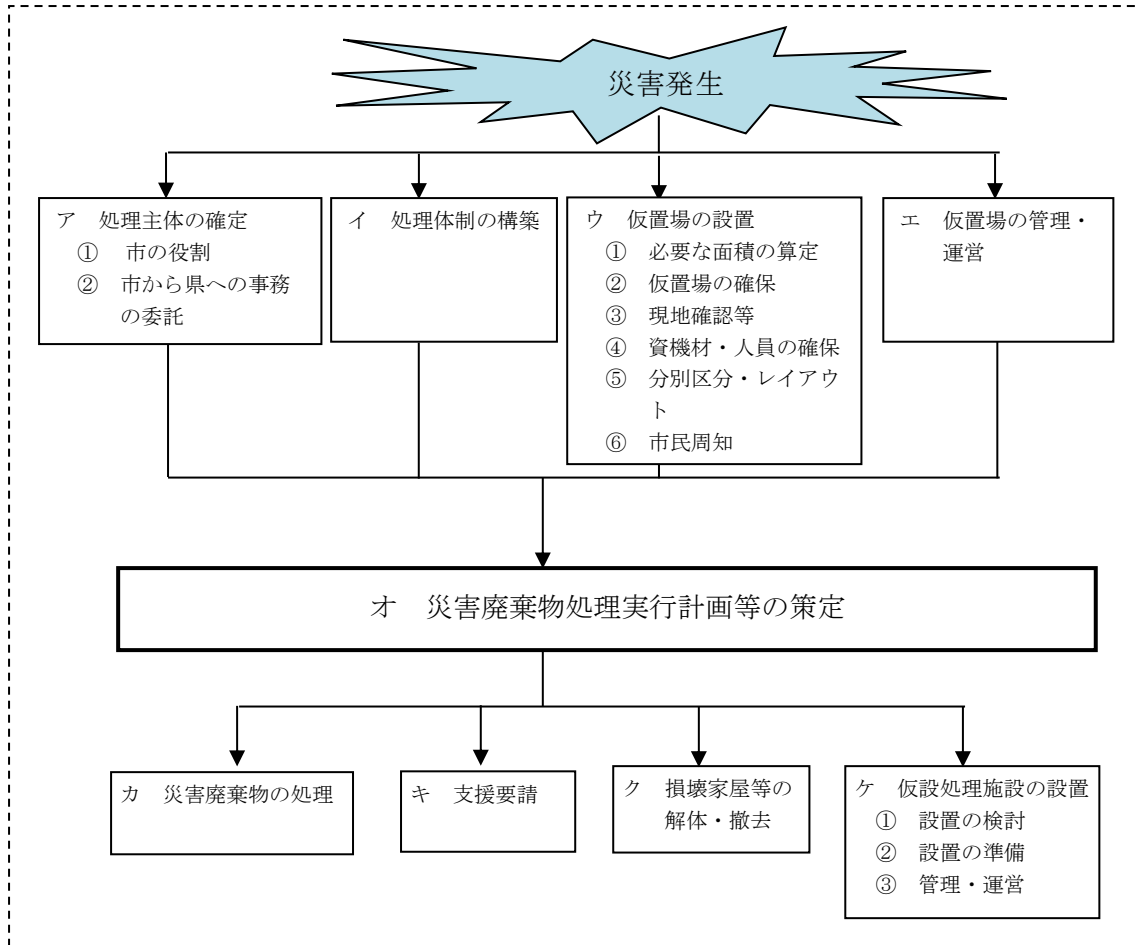 災害発生
ア　処理主体の確定
①　市の役割
②　市から県への事務
の委託
イ　処理体制の構築
ウ　仮置場の設置
①　必要な面積の算定
②　仮置場の確保
③　現地確認等
④　資機材・人員の確保
⑤　分別区分・レイアウ
ト
⑥　市民周知
エ　仮置場の管理・
運営
オ　災害廃棄物処理実行計画等の策定
カ　災害廃棄物の処理
キ　支援要請
ク　損壊家屋等の
解体・撤去
ケ　仮設処理施設の設置
①　設置の検討
②　設置の準備
③　管理・運営